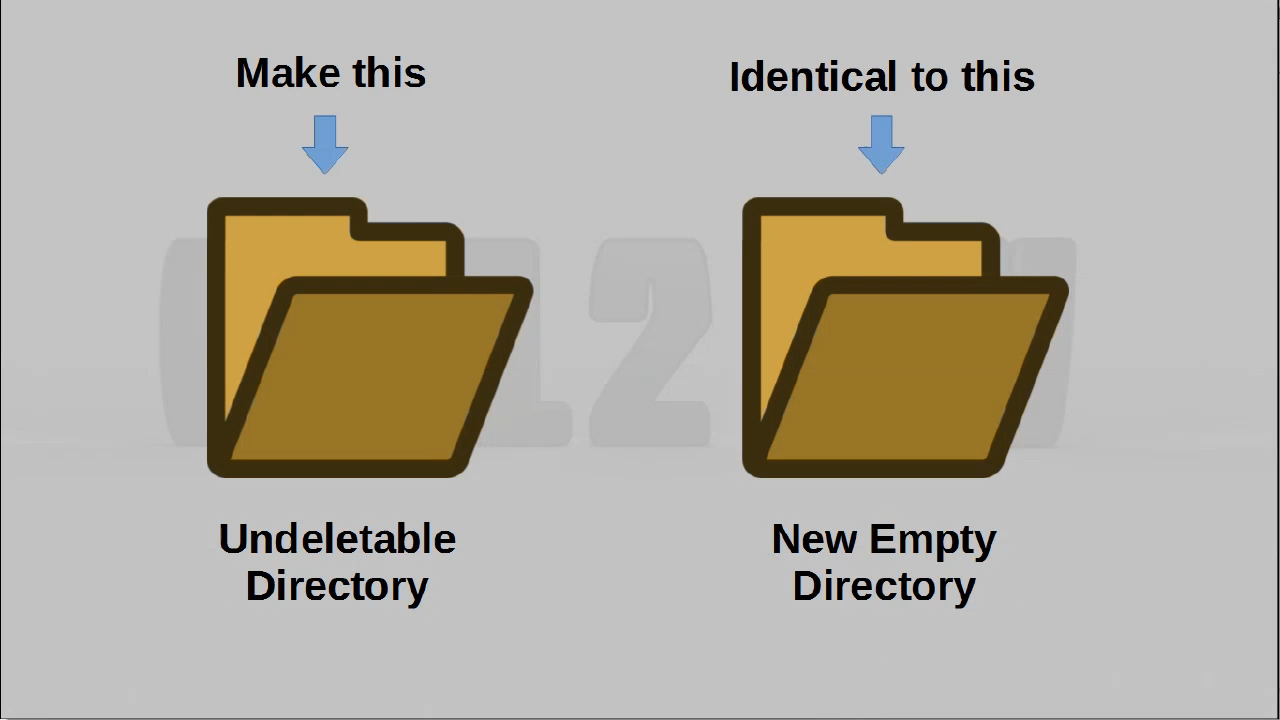 Make this
Identical to this
Undeletable
Directory
New Empty
Directory